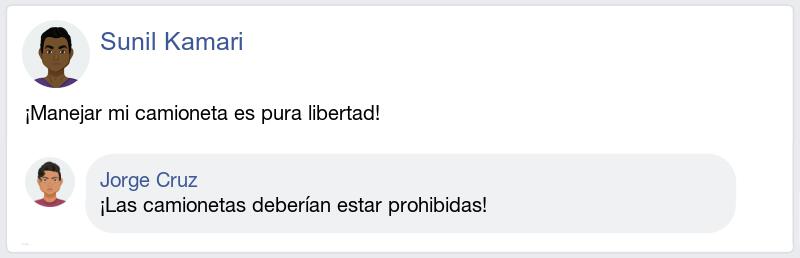 Sunil Kamari
¡Manejar mi camioneta es pura libertad!
Jorge Cruz
¡Las camionetas deberían estar prohibidas!